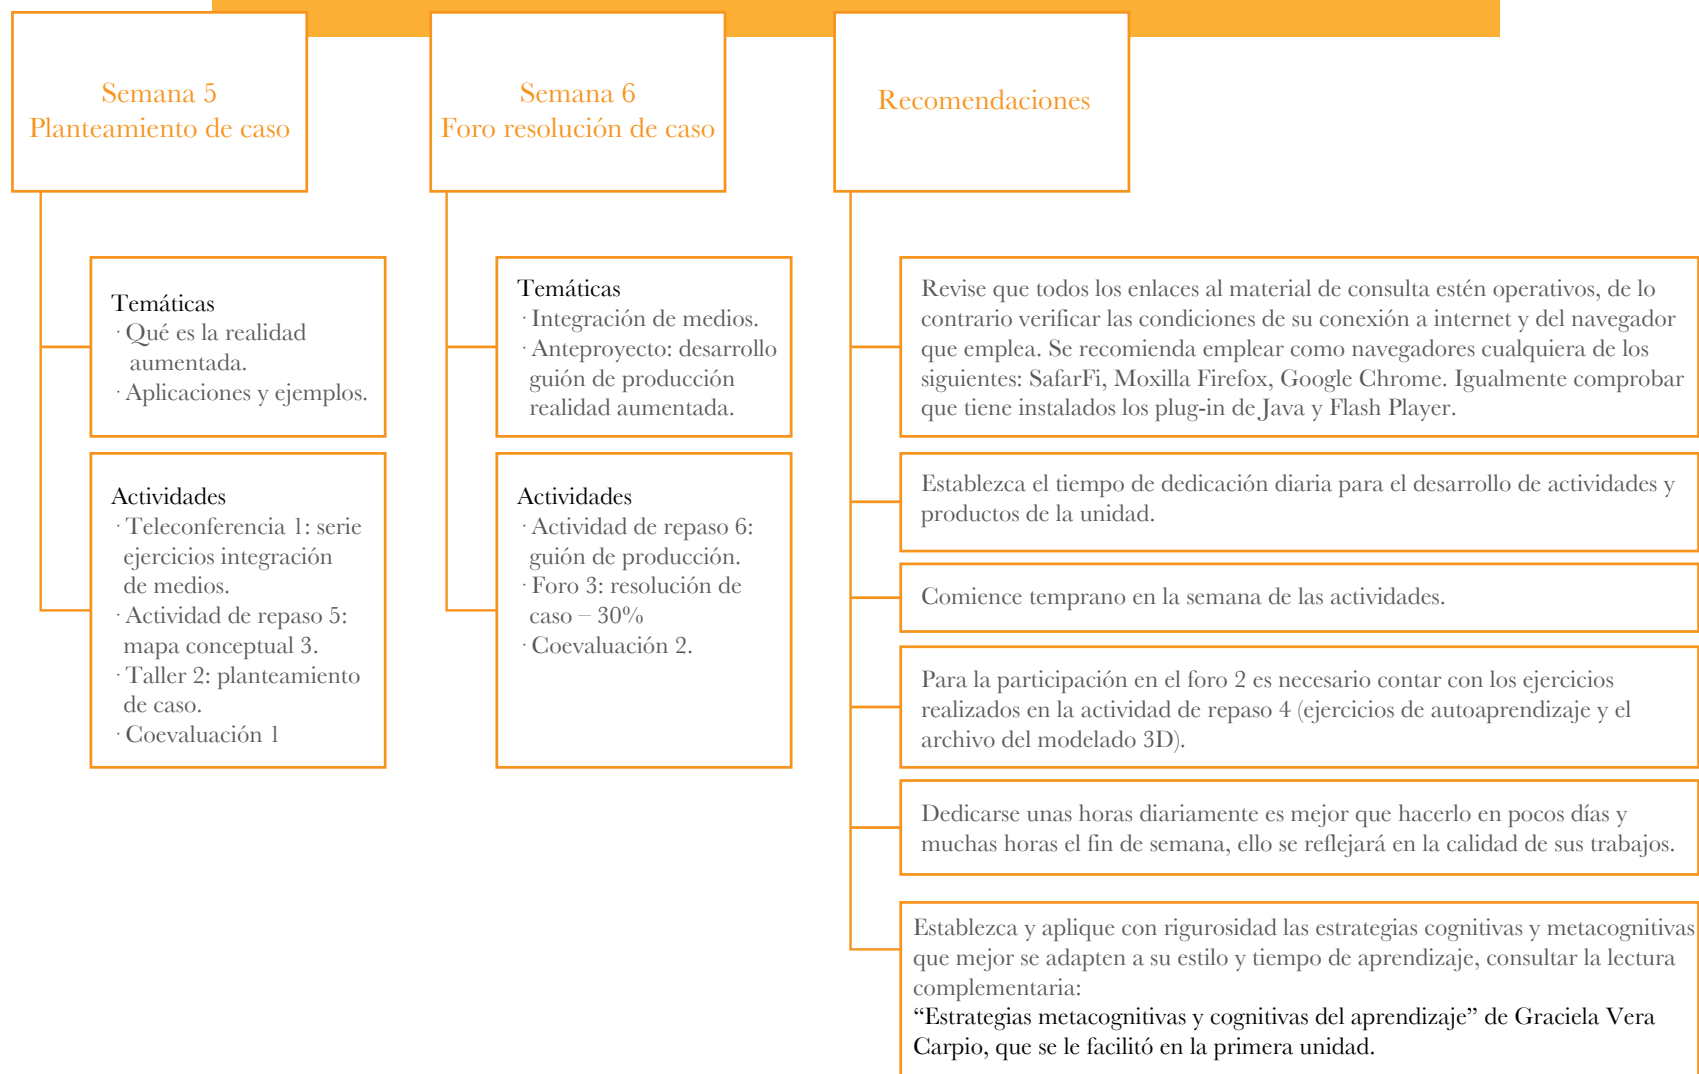 Semana 5
Planteamiento de caso
Temáticas
· Qué es la realidad
aumentada.
· Aplicaciones y ejemplos.
Actividades
· Teleconferencia 1: serie
ejercicios integración
de medios.
· Actividad de repaso 5:
mapa conceptual 3.
· Taller 2: planteamiento
de caso.
· Coevaluación 1
Semana 6
Foro resolución de caso
Temáticas
· Integración de medios.
· Anteproyecto: desarrollo
guión de producción
realidad aumentada.
Actividades
· Actividad de repaso 6:
guión de producción.
· Foro 3: resolución de
caso – 30%
· Coevaluación 2.
Recomendaciones
Revise que todos los enlaces al material de consulta estén operativos, de lo
contrario verificar las condiciones de su conexión a internet y del navegador
que emplea. Se recomienda emplear como navegadores cualquiera de los
siguientes: SafarFi, Moxilla Firefox, Google Chrome. Igualmente comprobar
que tiene instalados los plug-in de Java y Flash Player.
Establezca el tiempo de dedicación diaria para el desarrollo de actividades y
productos de la unidad.
Comience temprano en la semana de las actividades.
Para la participación en el foro 2 es necesario contar con los ejercicios
realizados en la actividad de repaso 4 (ejercicios de autoaprendizaje y el
archivo del modelado 3D).
Dedicarse unas horas diariamente es mejor que hacerlo en pocos días y
muchas horas el fin de semana, ello se reflejará en la calidad de sus trabajos.
Establezca y aplique con rigurosidad las estrategias cognitivas y metacognitivas
que mejor se adapten a su estilo y tiempo de aprendizaje, consultar la lectura
complementaria:
“Estrategias metacognitivas y cognitivas del aprendizaje” de Graciela Vera
Carpio, que se le facilitó en la primera unidad.